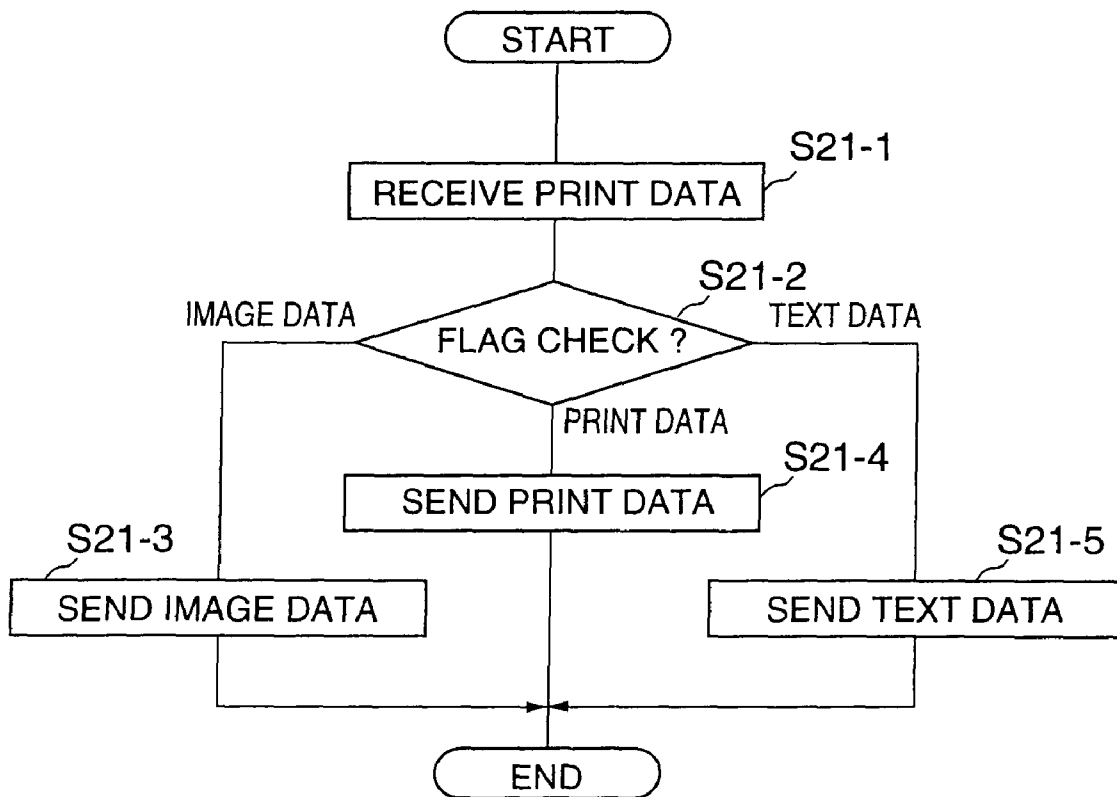 START
S21-1
RECEIVE PRINT DATA
S21-2
IMAGE DATA
TEXT DATA
FLAG CHECK ?
PRINT DATA
S21-4
SEND PRINT DATA
S21-3
S21-5
SEND IMAGE DATA
SEND TEXT DATA
END